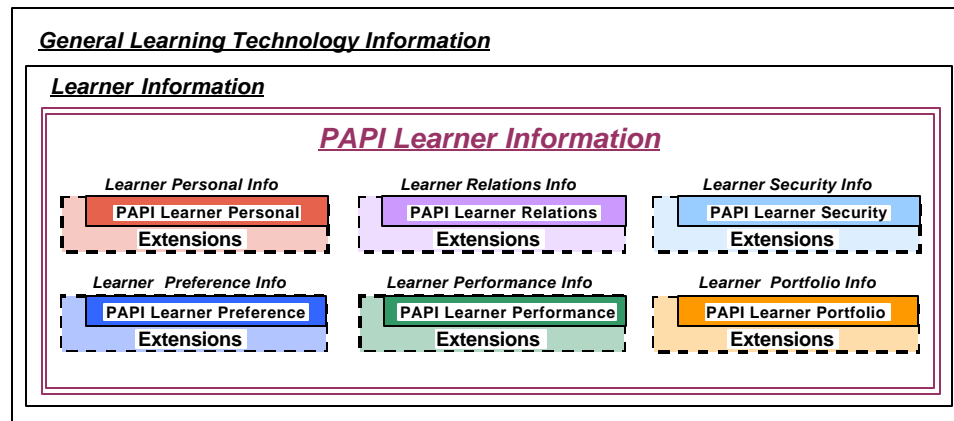 General Learning Technology Information
Learner Information
PAPI Learner Information
Learner Personal Info
Learner Relations Info
Learner Security Info
PAPI Learner Personal
PAPI Learner Relations
PAPI Learner Security
Extensions
Extensions
Extensions
Learner Preference Info
Learner Performance Info
Learner Portfolio Info
PAPI Learner Preference
PAPI Learner Performance
PAPI Learner Portfolio
Extensions
Extensions
Extensions